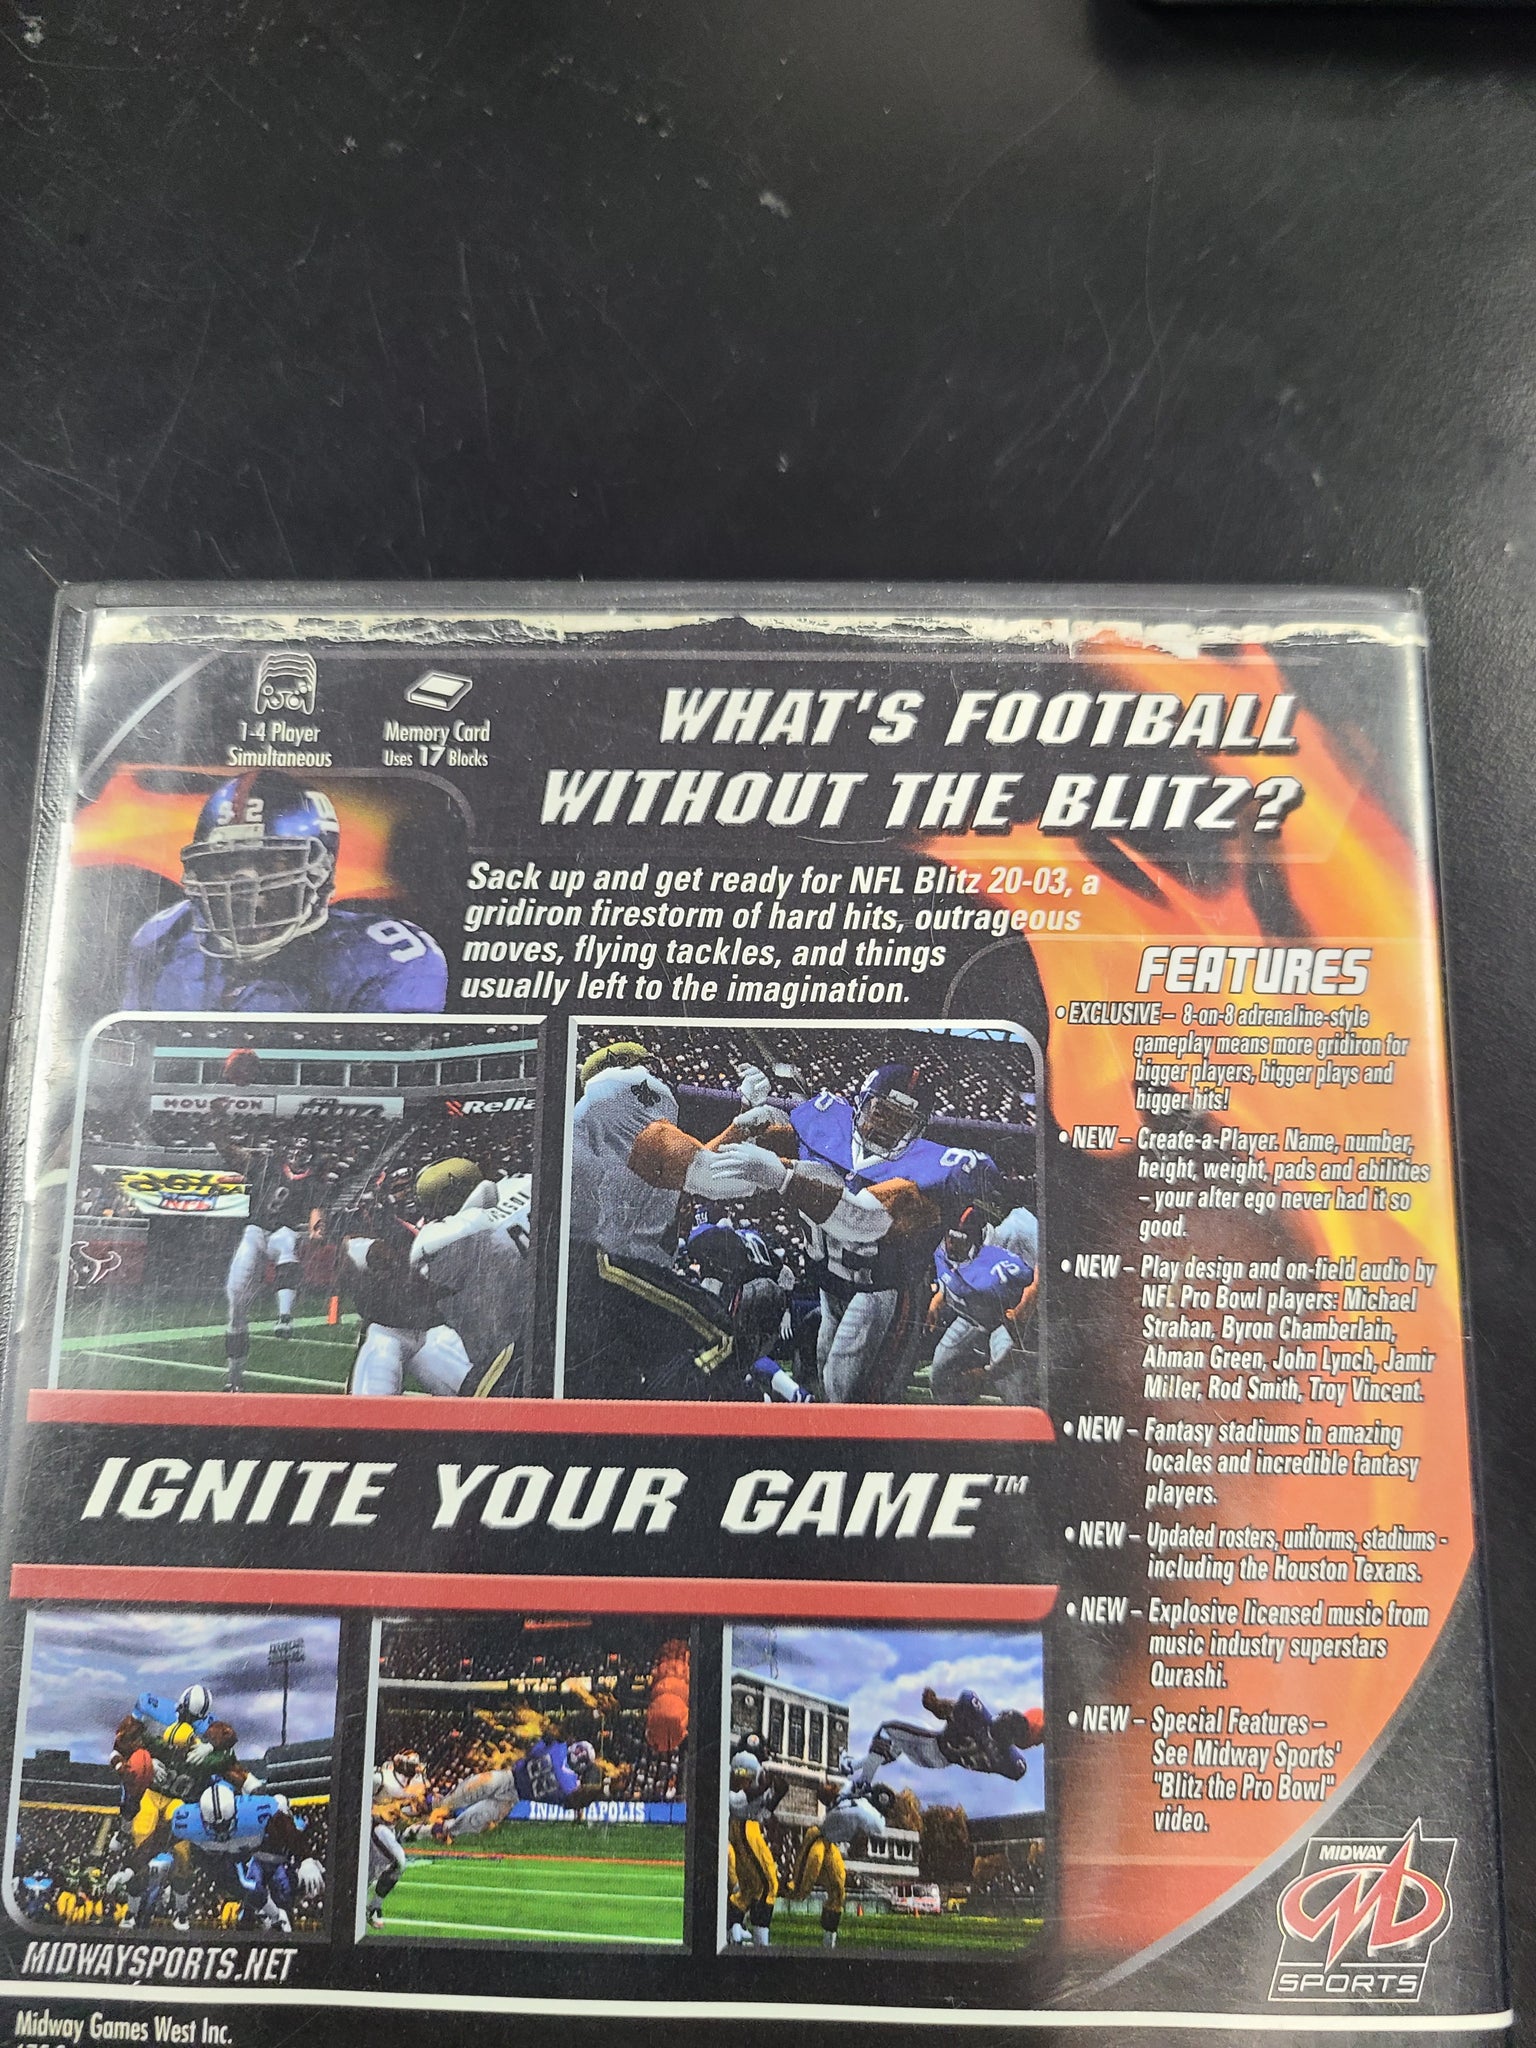 1-4 Player
Simultaneous
Memory Card
Uses 17 Blocks
WHAT'S FOOTBALL
WITHOUT THE BLITZ?
Sack up and get ready for NFL Blitz 20-03, a
gridiron firestorm of hard hits, outrageous
moves, flying tackles, and things
usually left to the imagination.
92
HOUSTON
BLITZ
Relia
95
75
FEATURES
• EXCLUSIVE – 8-on-8 adrenaline-style
gameplay means more gridiron for
bigger players, bigger plays and
bigger hits!
• NEW – Create-a-Player. Name, number,
height, weight, pads and abilities
– your alter ego never had it so
good.
• NEW – Play design and on-field audio by
NFL Pro Bowl players: Michael
Strahan, Byron Chamberlain,
Ahman Green, John Lynch, Jamir
Miller, Rod Smith, Troy Vincent.
• NEW – Fantasy stadiums in amazing
locales and incredible fantasy
players.
• NEW – Updated rosters, uniforms, stadiums -
including the Houston Texans.
• NEW – Explosive licensed music from
music industry superstars
Qurashi.
• NEW – Special Features –
See Midway Sports'
"Blitz the Pro Bowl"
video.
IGNITE YOUR GAME™
MIDWAY
SPORTS
MIDWAYSPORTS.NET
Midway Games West Inc.